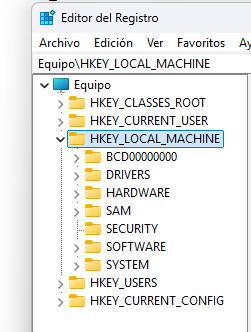 Editor del Registro
Archivo Edición Ver Favoritos Ay
Equipo\HKEY_LOCAL_MACHINE
Equipo
HKEY_CLASSES_ROOT
HKEY_CURRENT_USER
HKEY_LOCAL_MACHINE
BCD00000000
DRIVERS
HARDWARE
SAM
SECURITY
SOFTWARE
SYSTEM
HKEY_USERS
HKEY_CURRENT_CONFIG